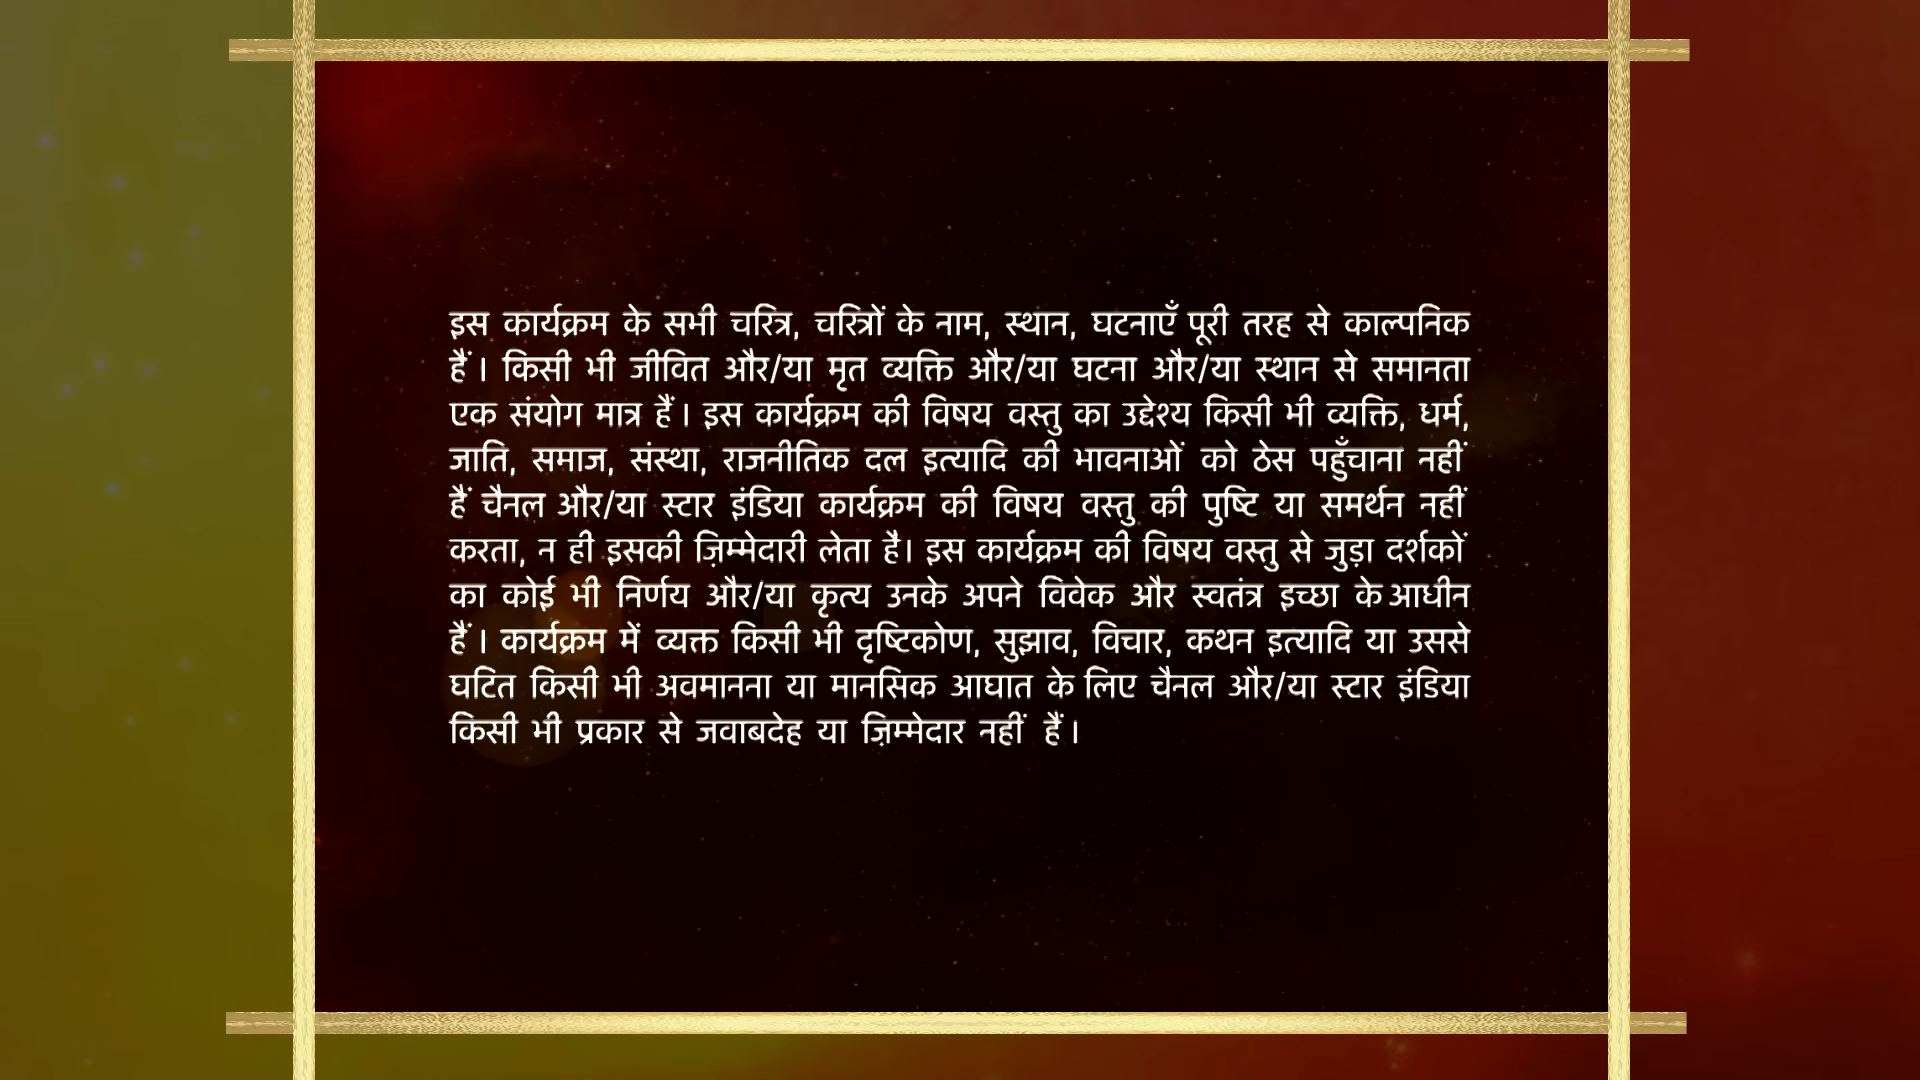 इस कार्यक्रम के सभी चरित्र, चरित्रों के नाम, स्थान, घटनाएँ पूरी तरह से काल्पनिक
हैं । किसी भी जीवित और/या मृत व्यक्ति और/या घटना और/या स्थान से समानता
एक संयोग मात्र हैं । इस कार्यक्रम की विषय वस्तु का उद्देश्य किसी भी व्यक्ति, धर्म,
जाति, समाज, संस्था, राजनीतिक दल इत्यादि की भावनाओं को ठेस पहुँचाना नहीं
हैं चैनल और/या स्टार इंडिया कार्यक्रम की विषय वस्तु की पुष्टि या समर्थन नहीं
करता, न ही इसकी ज़िम्मेदारी लेता है। इस कार्यक्रम की विषय वस्तु से जुड़ा दर्शकों
का कोई भी निर्णय और/या कृत्य उनके अपने विवेक और स्वतंत्र इच्छा के आधीन
हैं । कार्यक्रम में व्यक्त किसी भी दृष्टिकोण, सुझाव, विचार, कथन इत्यादि या उससे
घटित किसी भी अवमानना या मानसिक आघात के लिए चैनल और/या स्टार इंडिया
किसी भी प्रकार से जवाबदेह या ज़िम्मेदार नहीं हैं ।